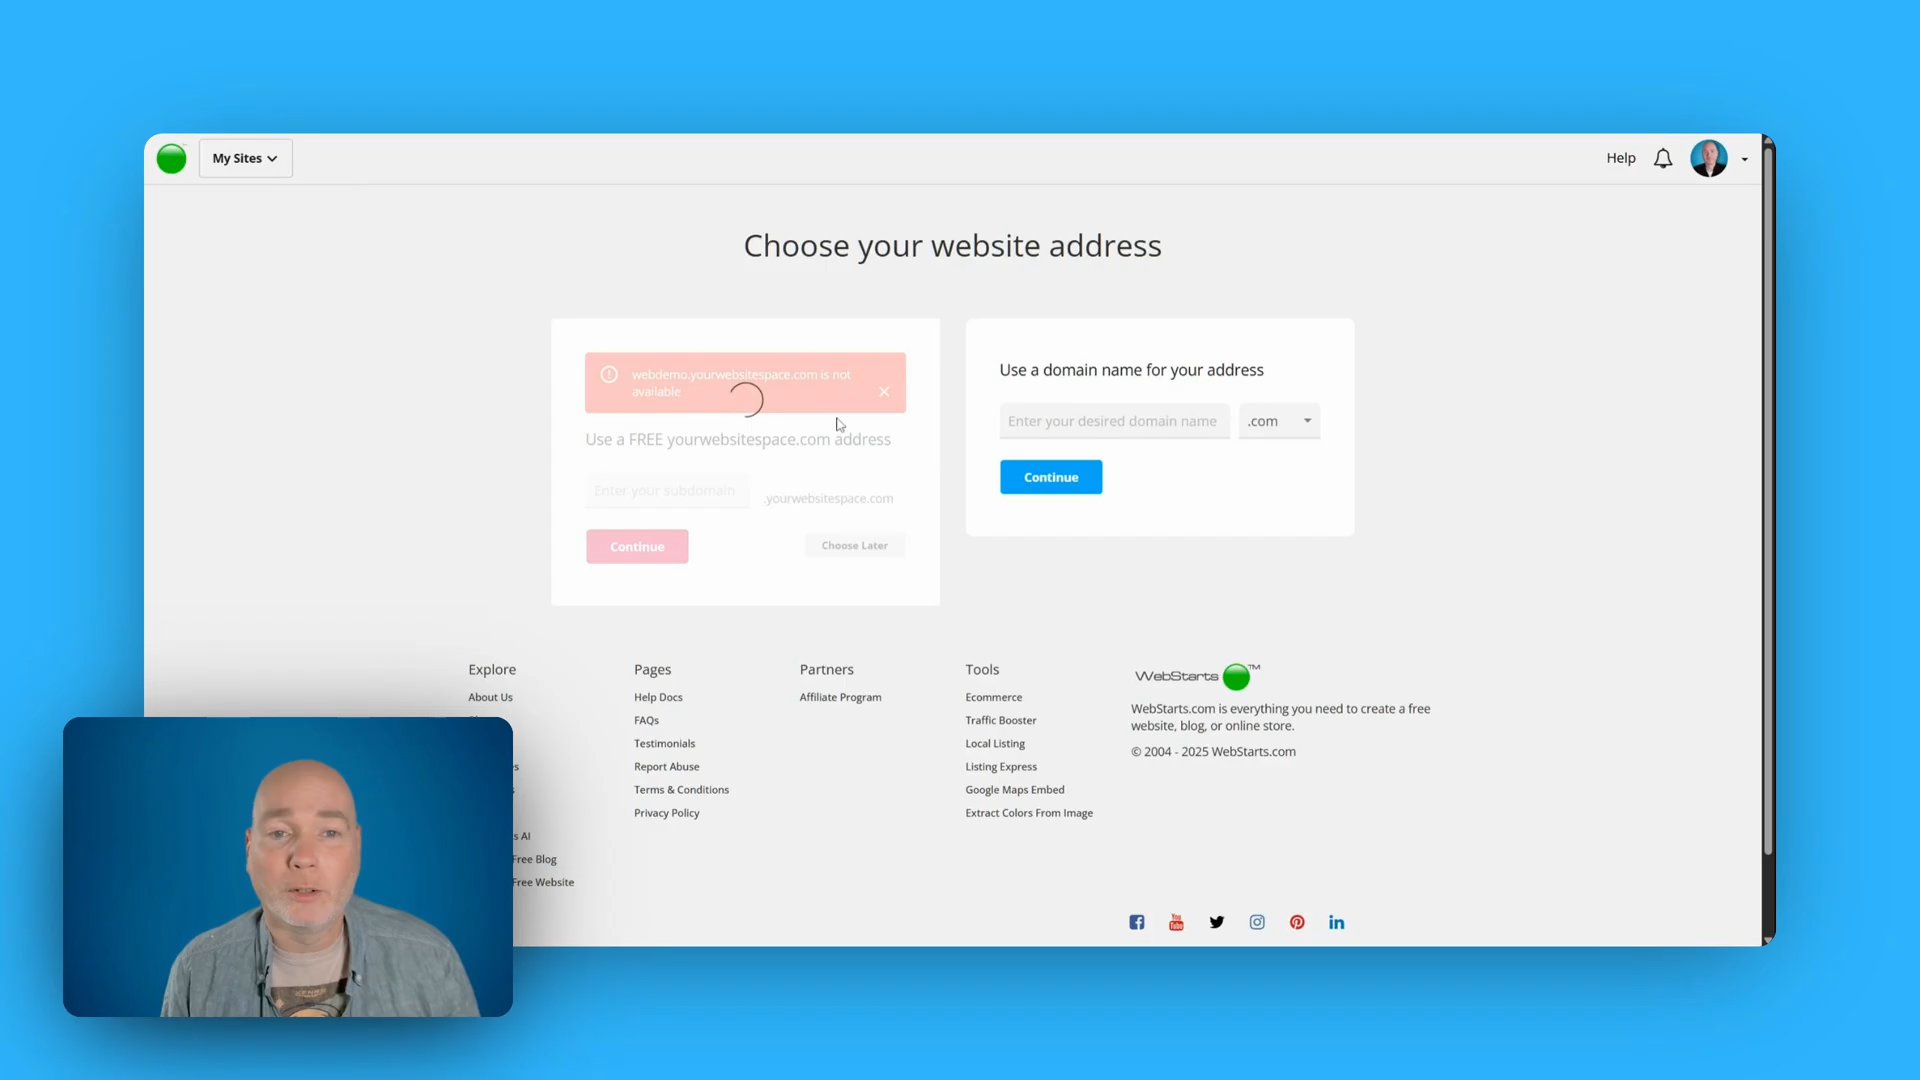 My Sites
Help
Choose your website address
webdemo.yourwebsitespace.com is not
available
Use a FREE yourwebsitespace.com address
Enter your subdomain
.yourwebsitespace.com
Continue
Choose Later
Use a domain name for your address
Enter your desired domain name
.com
Continue
Explore
About Us
s AI
Free Blog
Free Website
Pages
Help Docs
FAQs
Testimonials
Report Abuse
Terms & Conditions
Privacy Policy
Partners
Affiliate Program
Tools
Ecommerce
Traffic Booster
Local Listing
Listing Express
Google Maps Embed
Extract Colors From Image
WebStarts™
WebStarts.com is everything you need to create a free
website, blog, or online store.
© 2004 - 2025 WebStarts.com